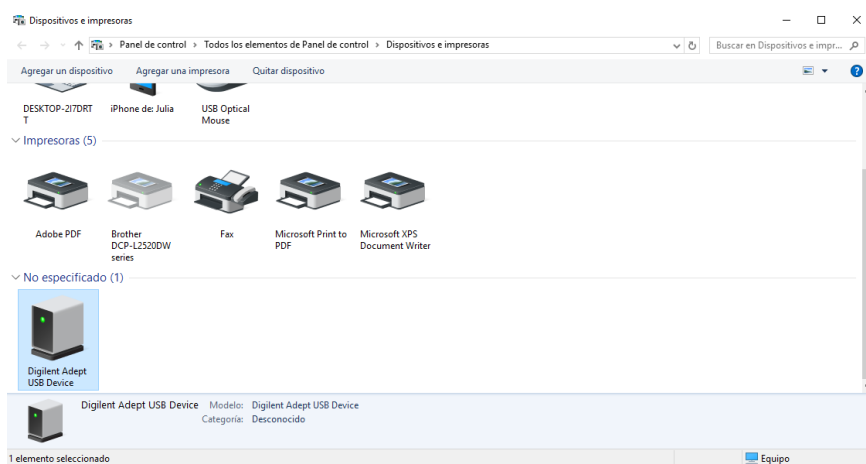 Dispositivos e impresoras
Panel de control > Todos los elementos de Panel de control > Dispositivos e impresoras
Buscar en Dispositivos e impr...
Agregar un dispositivo Agregar una impresora Quitar dispositivo
DESKTOP-2I7DRT
T
iPhone de: Julia
USB Optical
Mouse
Impresoras (5)
Adobe PDF
Brother
DCP-L2520DW
series
Fax
Microsoft Print to
PDF
Microsoft XPS
Document Writer
No especificado (1)
Digilent Adept
USB Device
Digilent Adept USB Device Modelo: Digilent Adept USB Device
Categoría: Desconocido
1 elemento seleccionado
Equipo